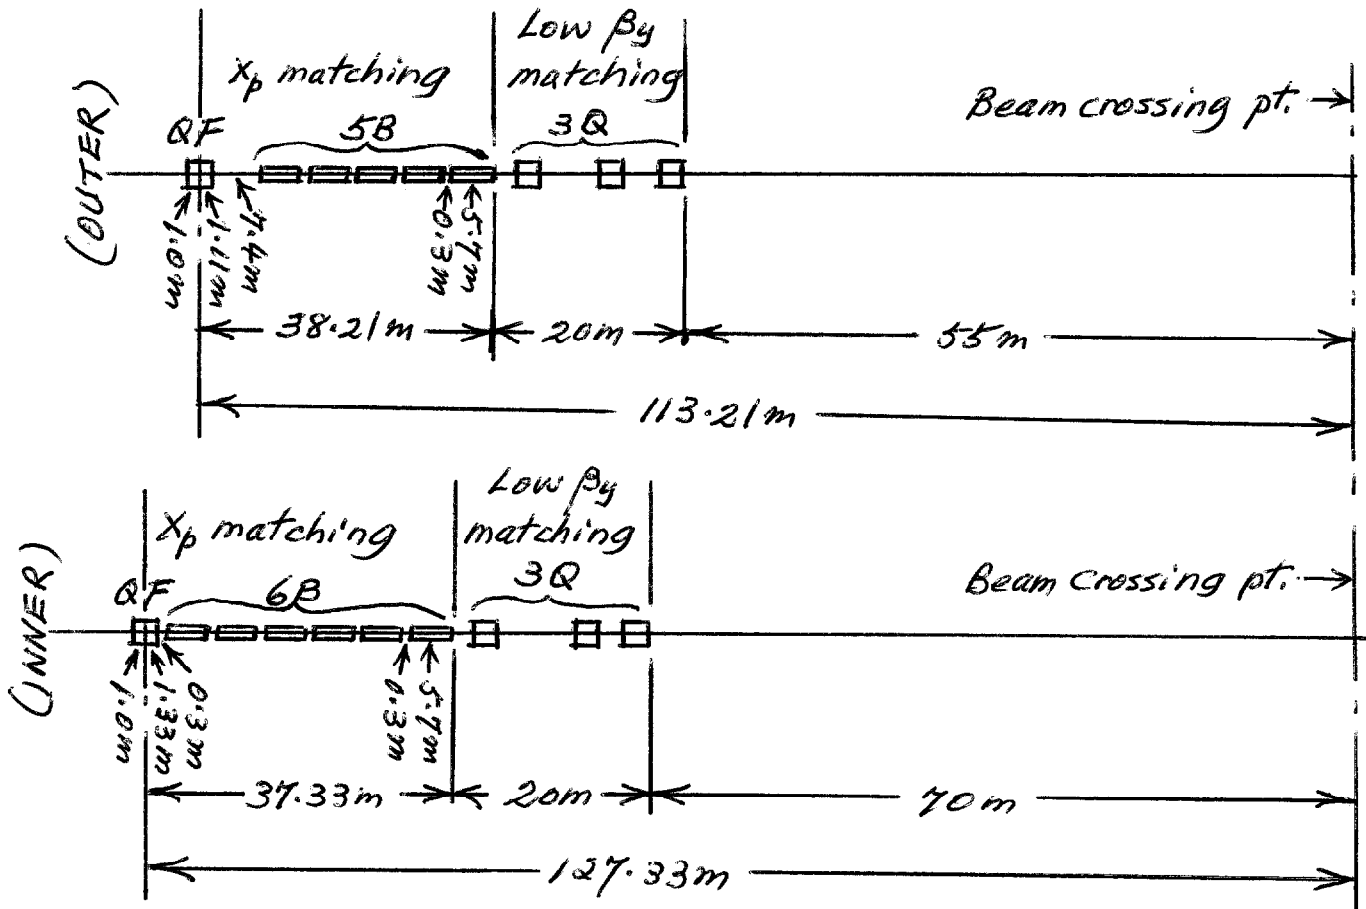 (OUTER)
Xp matching
Low βy
matching
Beam crossing pt.
QF
5B
3Q
1.0m
1.11m
7.4m
0.3m
5.7m
38.21m
20m
55m
113.21m
(INNER)
Xp matching
Low βy
matching
Beam crossing pt.
QF
6B
3Q
1.0m
1.33m
0.3m
0.3m
5.7m
37.33m
20m
70m
127.33m